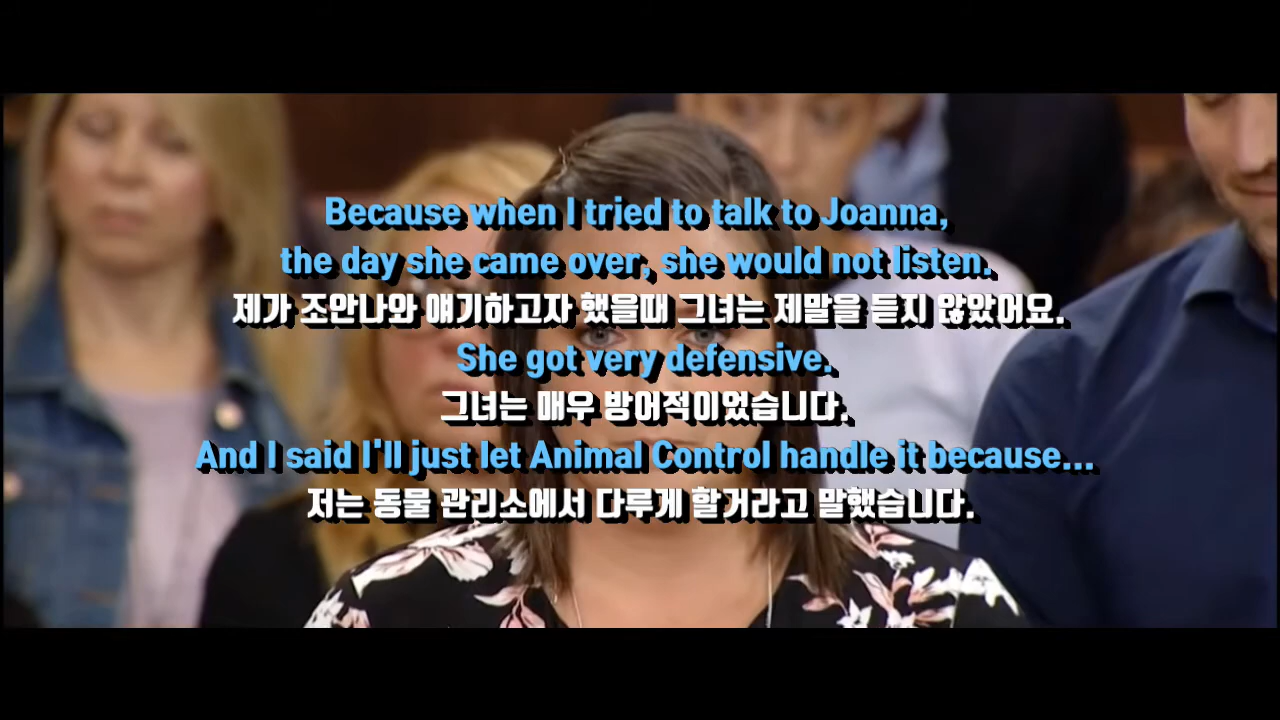 Because when I tried to talk to Joanna,
the day she came over, she would not listen.
제가 조안나와 얘기하고자 했을때 그녀는 제말을 듣지 않았어요.
She got very defensive.
그녀는 매우 방어적이었습니다.
And I said I'll just let Animal Control handle it because...
저는 동물 관리소에서 다루게 할거라고 말했습니다.